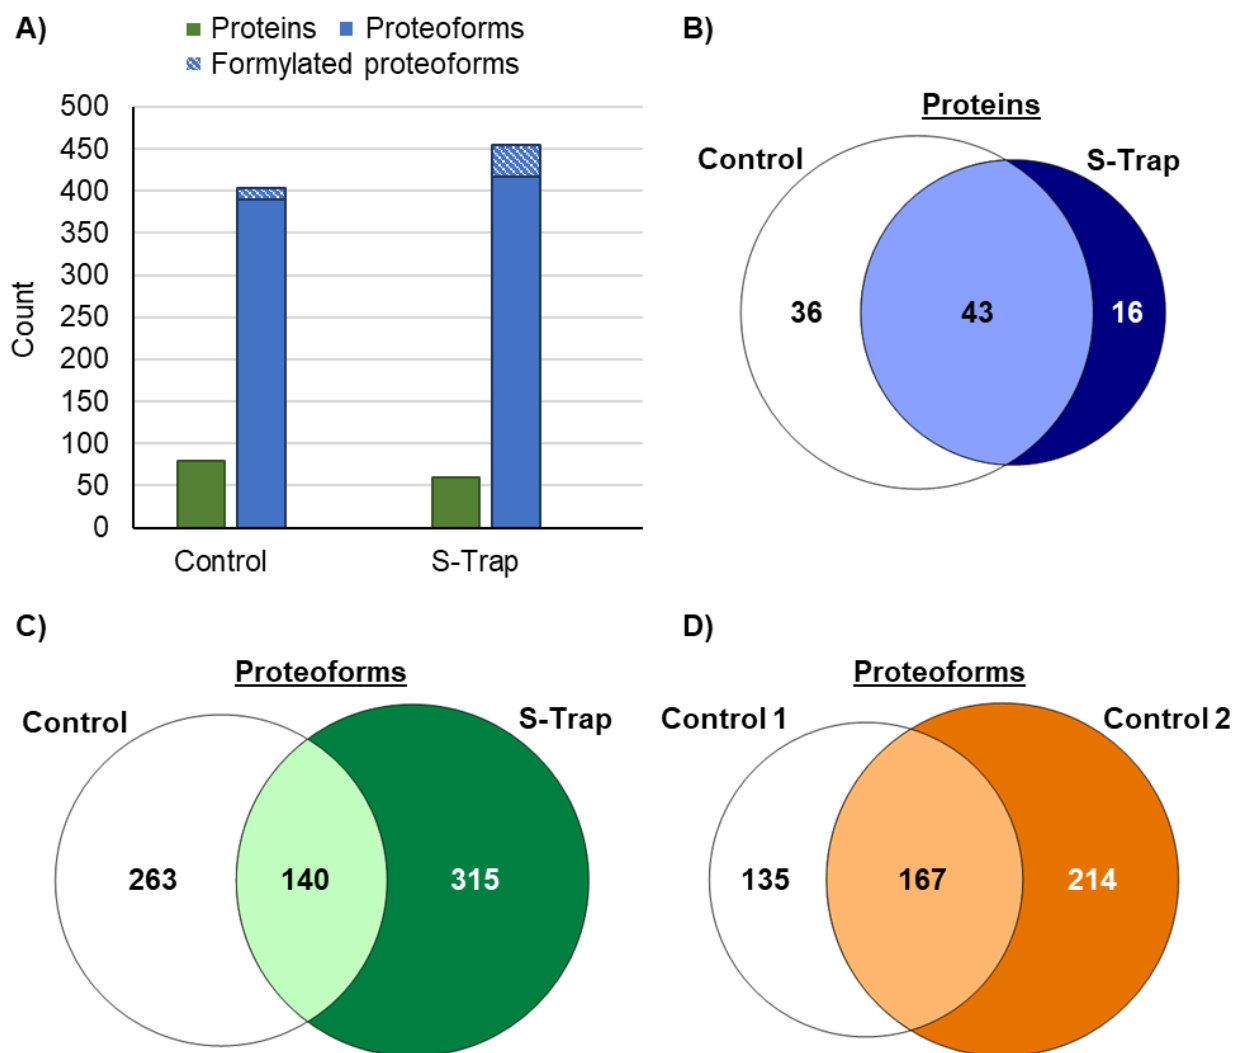 A)
Proteins Proteoforms
Formylated proteoforms
500
450
400
350
300
250
200
150
100
50
0
Count
Control S-Trap
B)
Proteins
Control S-Trap
36 43 16
C)
Proteoforms
Control S-Trap
263 140 315
D)
Proteoforms
Control 1 Control 2
135 167 214